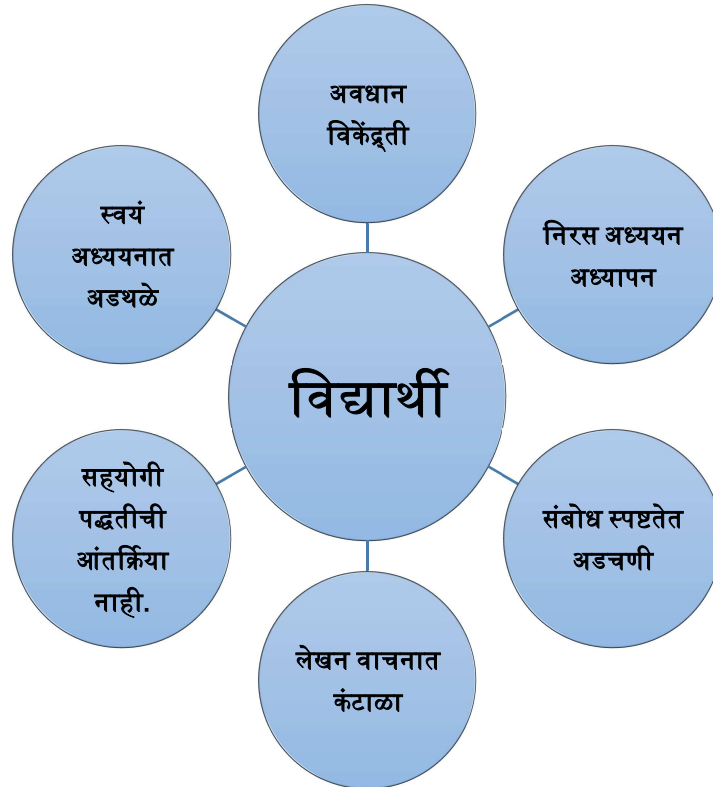 अवधान
विकेंद्र्ती
निरस अध्ययन
अध्यापन
संबोध स्पष्टतेत
अडचणी
लेखन वाचनात
कंटाळा
सहयोगी
पद्धतीची
आंतर्क्रिया
नाही.
स्वयं
अध्ययनात
अडथळे
विद्यार्थी